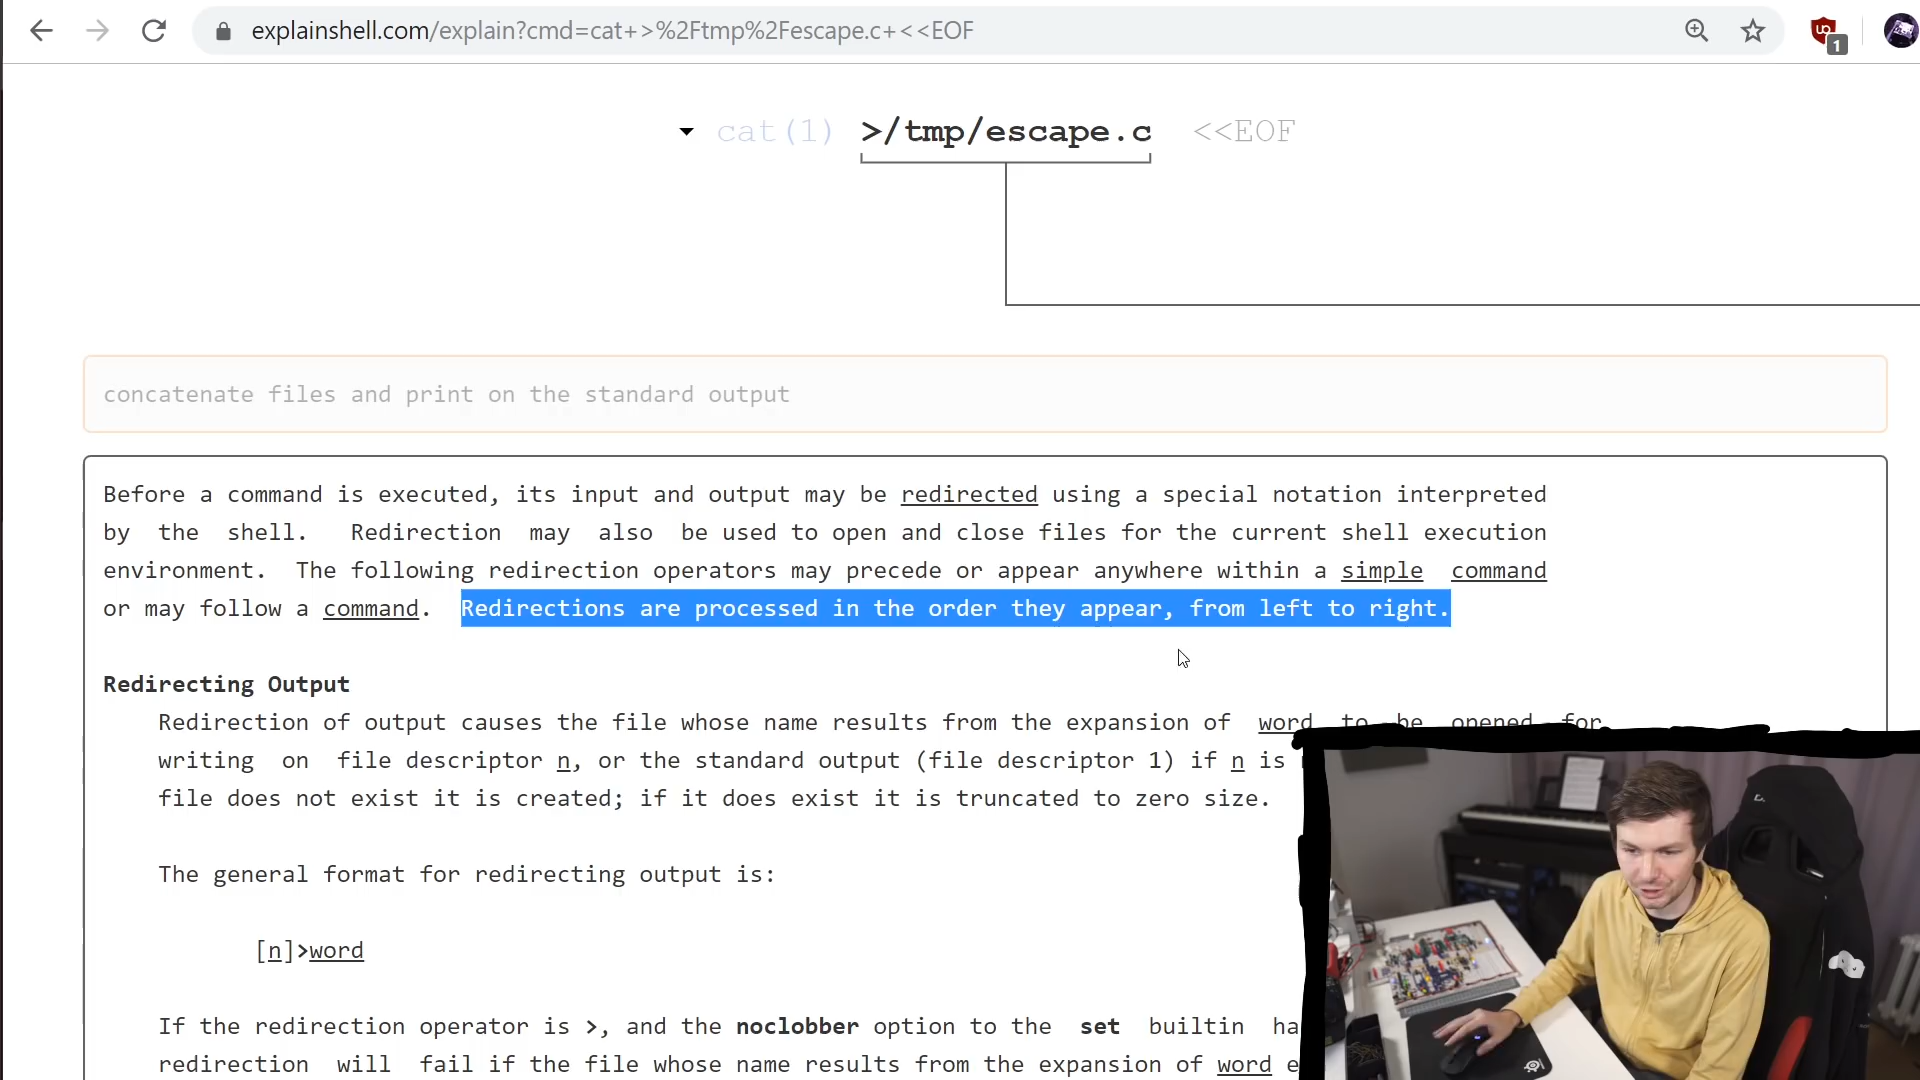 explainshell.com/explain?cmd=cat+>%2Ftmp%2Fescape.c+<<EOF
1
cat(1) >/tmp/escape.c <<EOF
concatenate files and print on the standard output
Before a command is executed, its input and output may be redirected using a special notation interpreted
by the shell. Redirection may also be used to open and close files for the current shell execution
environment. The following redirection operators may precede or appear anywhere within a simple command
or may follow a command. Redirections are processed in the order they appear, from left to right.
Redirecting Output
Redirection of output causes the file whose name results from the expansion of word to be opened for
writing on file descriptor n, or the standard output (file descriptor 1) if n is
file does not exist it is created; if it does exist it is truncated to zero size.
The general format for redirecting output is:
[n]>word
If the redirection operator is >, and the noclobber option to the set builtin ha
redirection will fail if the file whose name results from the expansion of word e